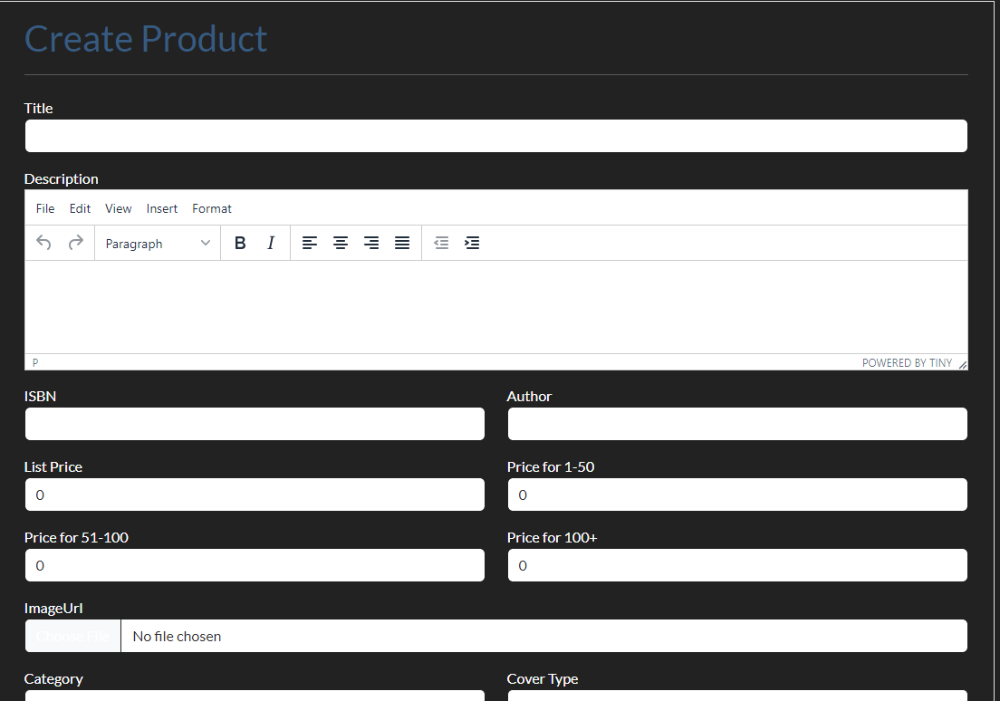 Create Product
Title
Description
File Edit View Insert Format
Paragraph B I
P POWERED BY TINY
ISBN Author
List Price Price for 1-50
0 0
Price for 51-100 Price for 100+
0 0
ImageUrl
Choose File No file chosen
Category Cover Type